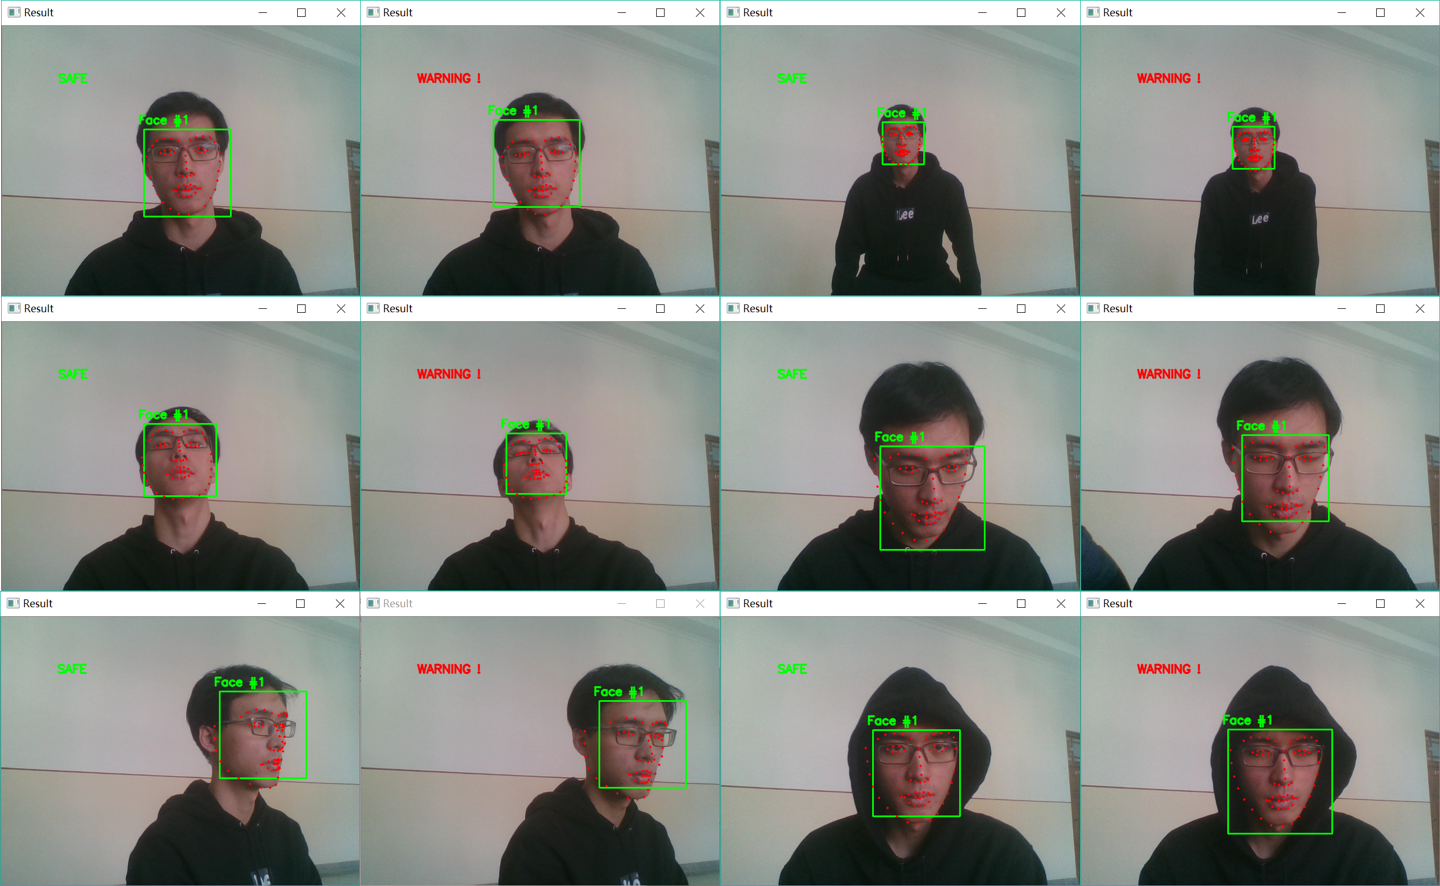 Result
Result
Result
Result
SAFE
WARNING !
SAFE
WARNING !
Face #1
Face #1
Face #1
Face #1
Lee
Lee
Result
Result
Result
Result
SAFE
WARNING !
SAFE
WARNING !
Face #1
Face #1
Face #1
Face #1
Result
Result
Result
Result
SAFE
WARNING !
SAFE
WARNING !
Face #1
Face #1
Face #1
Face #1